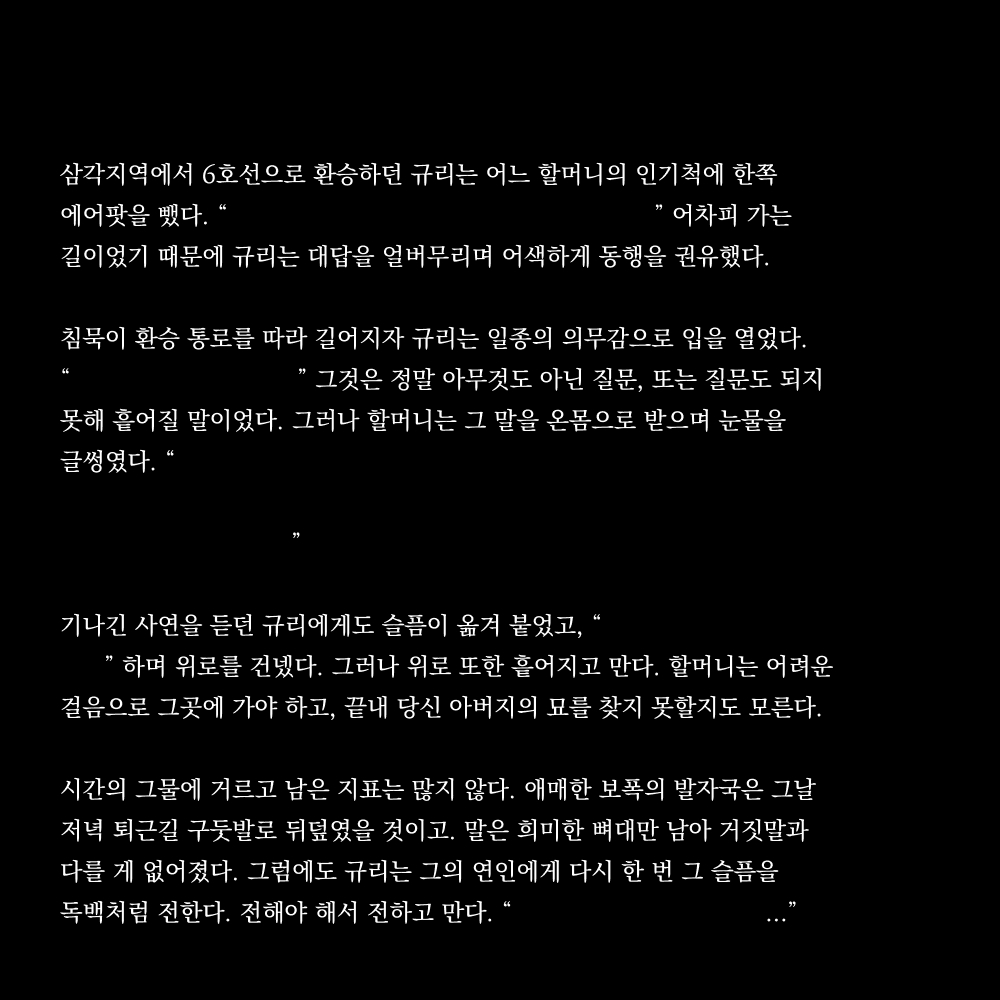 삼각지역에서 6호선으로 환승하던 규리는 어느 할머니의 인기척에 한쪽
에어팟을 뺐다. “ ” 어차피 가는
길이었기 때문에 규리는 대답을 얼버무리며 어색하게 동행을 권유했다.
침묵이 환승 통로를 따라 길어지자 규리는 일종의 의무감으로 입을 열었다.
“ ” 그것은 정말 아무것도 아닌 질문, 또는 질문도 되지
못해 흩어질 말이었다. 그러나 할머니는 그 말을 온몸으로 받으며 눈물을
글썽였다. “
”
기나긴 사연을 듣던 규리에게도 슬픔이 옮겨 붙었고, “
” 하며 위로를 건넸다. 그러나 위로 또한 흩어지고 만다. 할머니는 어려운
걸음으로 그곳에 가야 하고, 끝내 당신 아버지의 묘를 찾지 못할지도 모른다.
시간의 그물에 거르고 남은 지표는 많지 않다. 애매한 보폭의 발자국은 그날
저녁 퇴근길 구둣발로 뒤덮였을 것이고. 말은 희미한 뼈대만 남아 거짓말과
다를 게 없어졌다. 그럼에도 규리는 그의 연인에게 다시 한 번 그 슬픔을
독백처럼 전한다. 전해야 해서 전하고 만다. “ …”